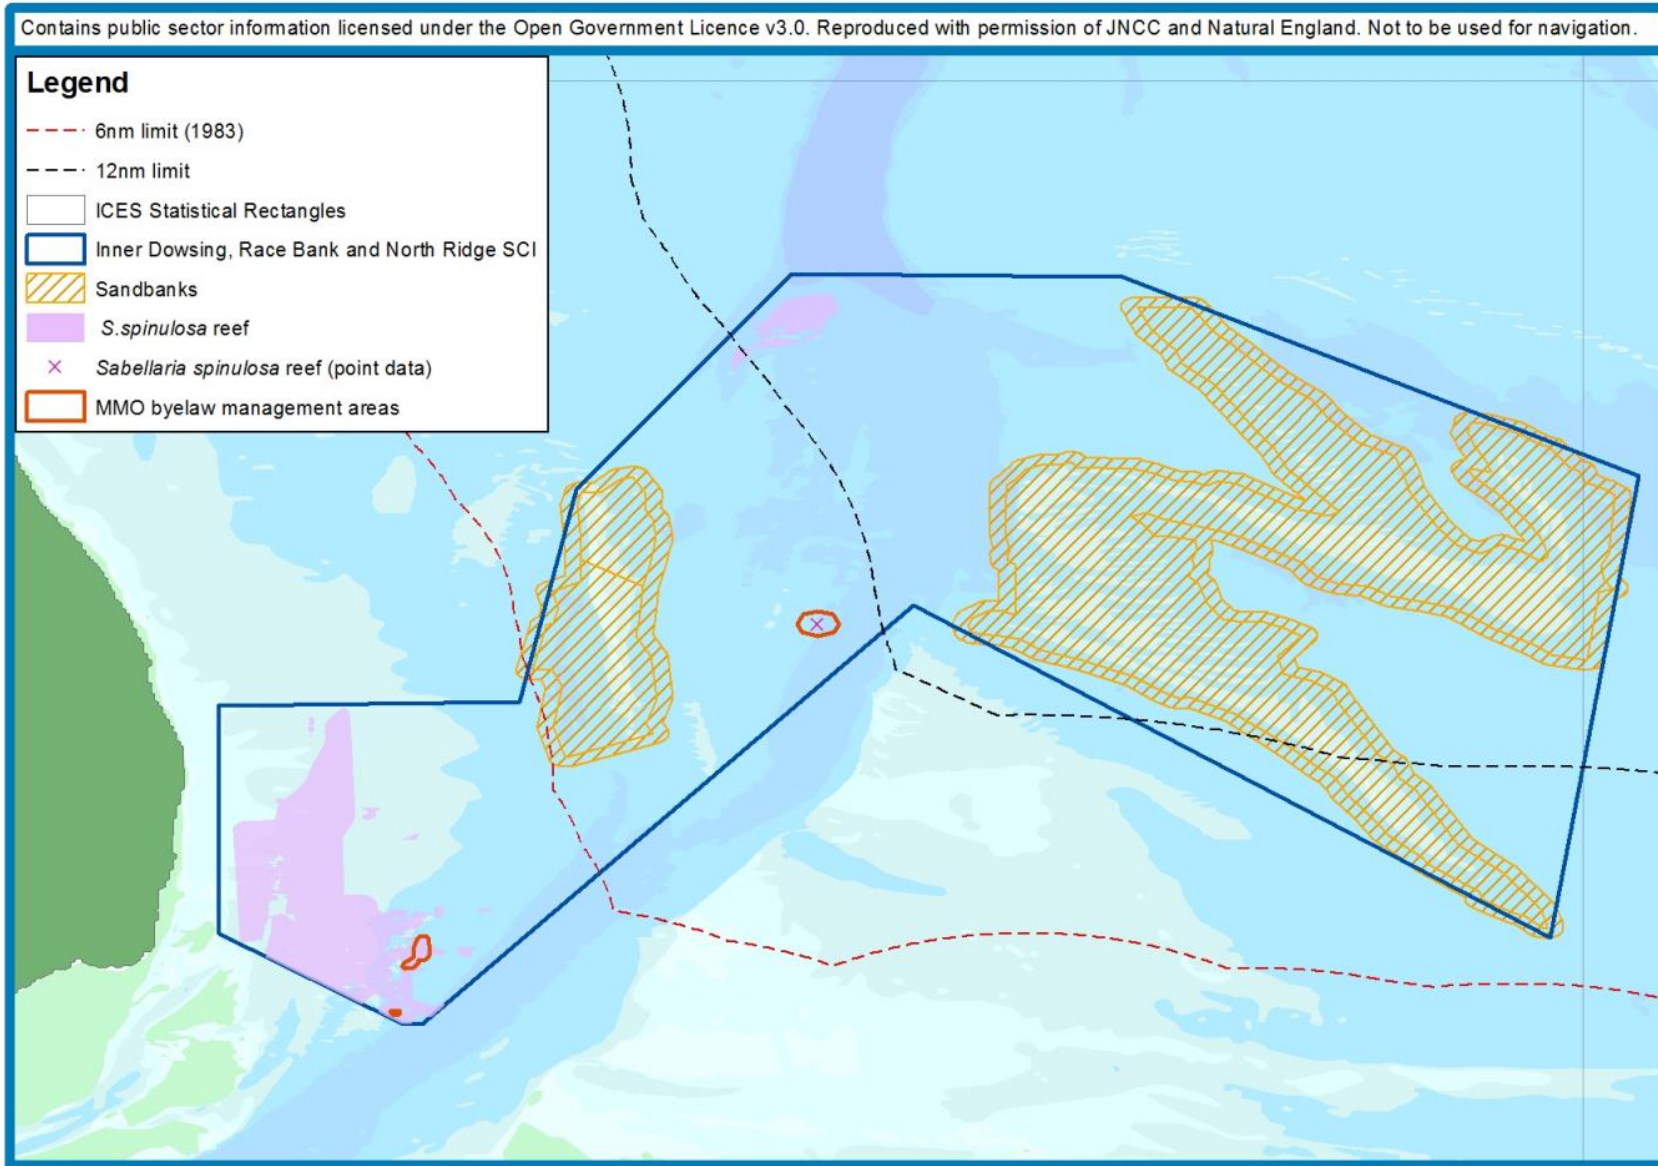 Contains public sector information licensed under the Open Government Licence v3.0. Reproduced with permission of JNCC and Natural England. Not to be used for navigation.
Legend
6nm limit (1983)
12nm limit
ICES Statistical Rectangles
Inner Dowsing, Race Bank and North Ridge SCI
Sandbanks
S.spinulosa reef
Sabellaria spinulosa reef (point data)
MMO byelaw management areas